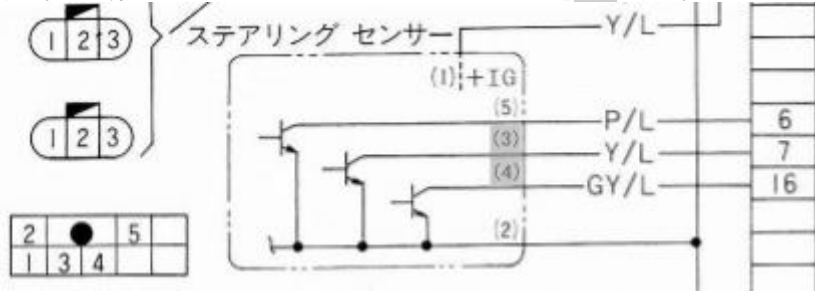 1 2 3
ステアリング センサー
Y/L
(1) +IG
(5) P/L 6
1 2 3
(3) Y/L 7
(4) GY/L 16
2 5
(2)
1 3 4